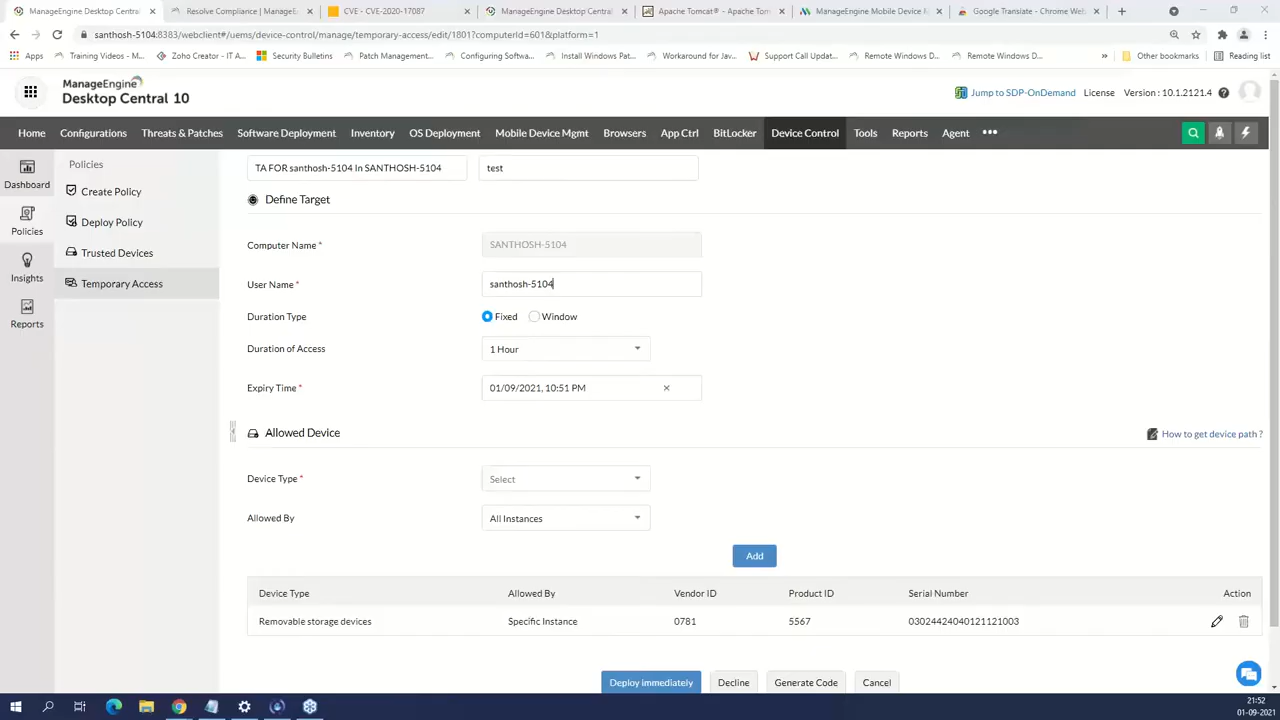 ManageEngine Desktop Central
Resolve Compliance | ManageEn
CVE - CVE-2020-17087
ManageEngine Desktop Central
Apache Tomcat® - Apache Tom
ManageEngine Mobile Device
Google Translate - Chrome Web
santhosh-5104:8383/webclient#/uems/device-control/manage/temporary-access/edit/1801?computerId=601&platform=1
Apps
Training Videos - M...
Zoho Creator - IT A...
Security Bulletins
Patch Management...
Configuring Softwa...
Install Windows Pat...
Workaround for Jav...
Support Call Updat...
Remote Windows D...
Remote Windows D...
»
Other bookmarks
Reading list
ManageEngine
Desktop Central 10
Jump to SDP-OnDemand
License
Version : 10.1.2121.4
Home
Configurations
Threats & Patches
Software Deployment
Inventory
OS Deployment
Mobile Device Mgmt
Browsers
App Ctrl
BitLocker
Device Control
Tools
Reports
Agent
Dashboard
Policies
Insights
Reports
Policies
Create Policy
Deploy Policy
Trusted Devices
Temporary Access
TA FOR santhosh-5104 In SANTHOSH-5104
test
Define Target
Computer Name *
SANTHOSH-5104
User Name *
santhosh-5104
Duration Type
Fixed
Window
Duration of Access
1 Hour
Expiry Time *
01/09/2021, 10:51 PM
Allowed Device
How to get device path ?
Device Type *
Select
Allowed By
All Instances
Add
Device Type
Allowed By
Vendor ID
Product ID
Serial Number
Action
Removable storage devices
Specific Instance
0781
5567
03024424040121121003
Deploy immediately
Decline
Generate Code
Cancel
21:52
01-09-2021